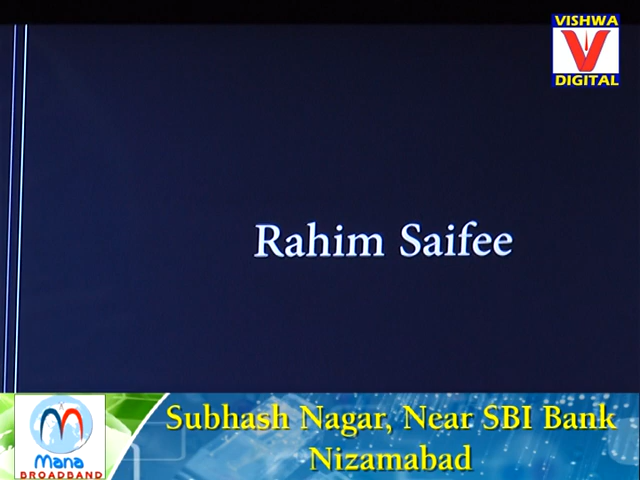 VISHWA
V
DIGITAL
Rahim Saifee
Subhash Nagar, Near SBI Bank
Nizamabad
mana
BROADBAND